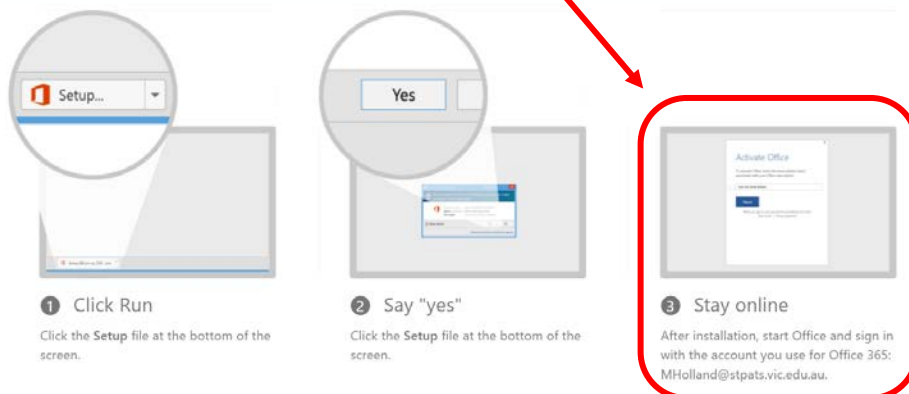 Setup...
Yes
Activate Office
1 Click Run
Click the Setup file at the bottom of the
screen.
2 Say "yes"
Click the Setup file at the bottom of the
screen.
3 Stay online
After installation, start Office and sign in
with the account you use for Office 365:
MHolland@stpats.vic.edu.au.